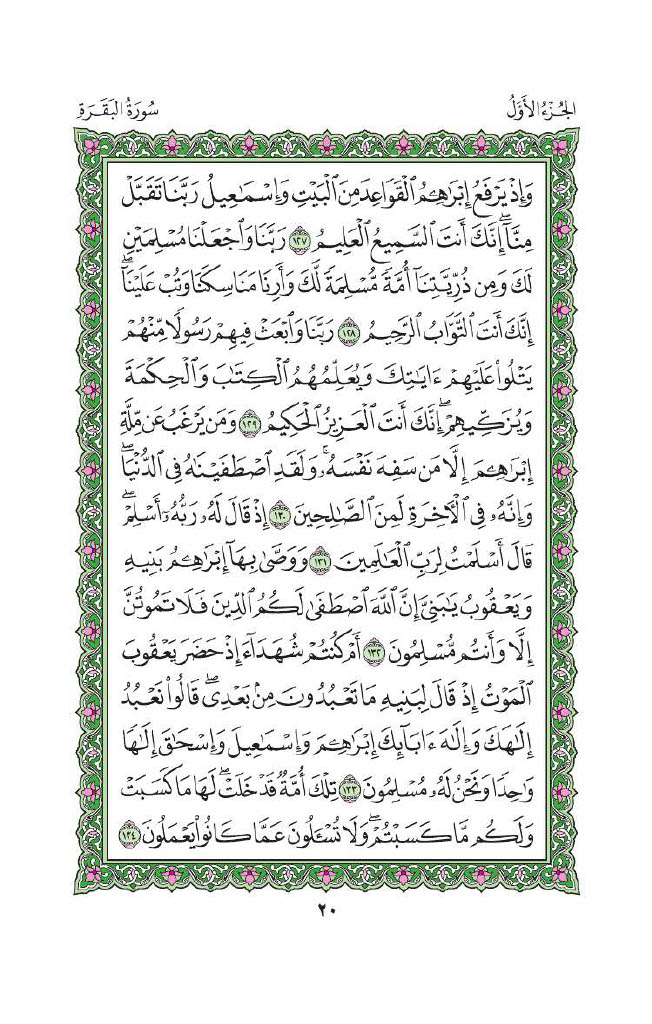 الجُزْءُ الأَوَّلُ
سُورَةُ البَقَرَةِ
وَإِذۡ يَرۡفَعُ إِبۡرَٰهِـۧمُ ٱلۡقَوَاعِدَ مِنَ ٱلۡبَيۡتِ وَإِسۡمَٰعِيلُ رَبَّنَا تَقَبَّلۡ
مِنَّآۖ إِنَّكَ أَنتَ ٱلسَّمِيعُ ٱلۡعَلِيمُ ١٢٧ رَبَّنَا وَٱجۡعَلۡنَا مُسۡلِمَيۡنِ
لَكَ وَمِن ذُرِّيَّتِنَآ أُمَّةٗ مُّسۡلِمَةٗ لَّكَ وَأَرِنَا مَنَاسِكَنَا وَتُبۡ عَلَيۡنَآۖ
إِنَّكَ أَنتَ ٱلتَّوَّابُ ٱلرَّحِيمُ ١٢٨ رَبَّنَا وَٱبۡعَثۡ فِيهِمۡ رَسُولٗا مِّنۡهُمۡ
يَتۡلُواْ عَلَيۡهِمۡ ءَايَٰتِكَ وَيُعَلِّمُهُمُ ٱلۡكِتَٰبَ وَٱلۡحِكۡمَةَ
وَيُزَكِّيهِمۡۖ إِنَّكَ أَنتَ ٱلۡعَزِيزُ ٱلۡحَكِيمُ ١٢٩ وَمَن يَرۡغَبُ عَن مِّلَّةِ
إِبۡرَٰهِـۧمَ إِلَّا مَن سَفِهَ نَفۡسَهُۥۚ وَلَقَدِ ٱصۡطَفَيۡنَٰهُ فِي ٱلدُّنۡيَاۖ
وَإِنَّهُۥ فِي ٱلۡأٓخِرَةِ لَمِنَ ٱلصَّٰلِحِينَ ١٣٠ إِذۡ قَالَ لَهُۥ رَبُّهُۥٓ أَسۡلِمۡۖ
قَالَ أَسۡلَمۡتُ لِرَبِّ ٱلۡعَٰلَمِينَ ١٣١ وَوَصَّىٰ بِهَآ إِبۡرَٰهِـۧمُ بَنِيهِ
وَيَعۡقُوبُ يَٰبَنِيَّ إِنَّ ٱللَّهَ ٱصۡطَفَىٰ لَكُمُ ٱلدِّينَ فَلَا تَمُوتُنَّ
إِلَّا وَأَنتُم مُّسۡلِمُونَ ١٣٢ أَمۡ كُنتُمۡ شُهَدَآءَ إِذۡ حَضَرَ يَعۡقُوبَ
ٱلۡمَوۡتُ إِذۡ قَالَ لِبَنِيهِ مَا تَعۡبُدُونَ مِنۢ بَعۡدِيۖ قَالُواْ نَعۡبُدُ
إِلَٰهَكَ وَإِلَٰهَ ءَابَآئِكَ إِبۡرَٰهِـۧمَ وَإِسۡمَٰعِيلَ وَإِسۡحَٰقَ إِلَٰهٗا
وَٰحِدٗا وَنَحۡنُ لَهُۥ مُسۡلِمُونَ ١٣٣ تِلۡكَ أُمَّةٞ قَدۡ خَلَتۡۖ لَهَا مَا كَسَبَتۡ
وَلَكُم مَّا كَسَبۡتُمۡۖ وَلَا تُسۡـَٔلُونَ عَمَّا كَانُواْ يَعۡمَلُونَ ١٣٤
٢٠